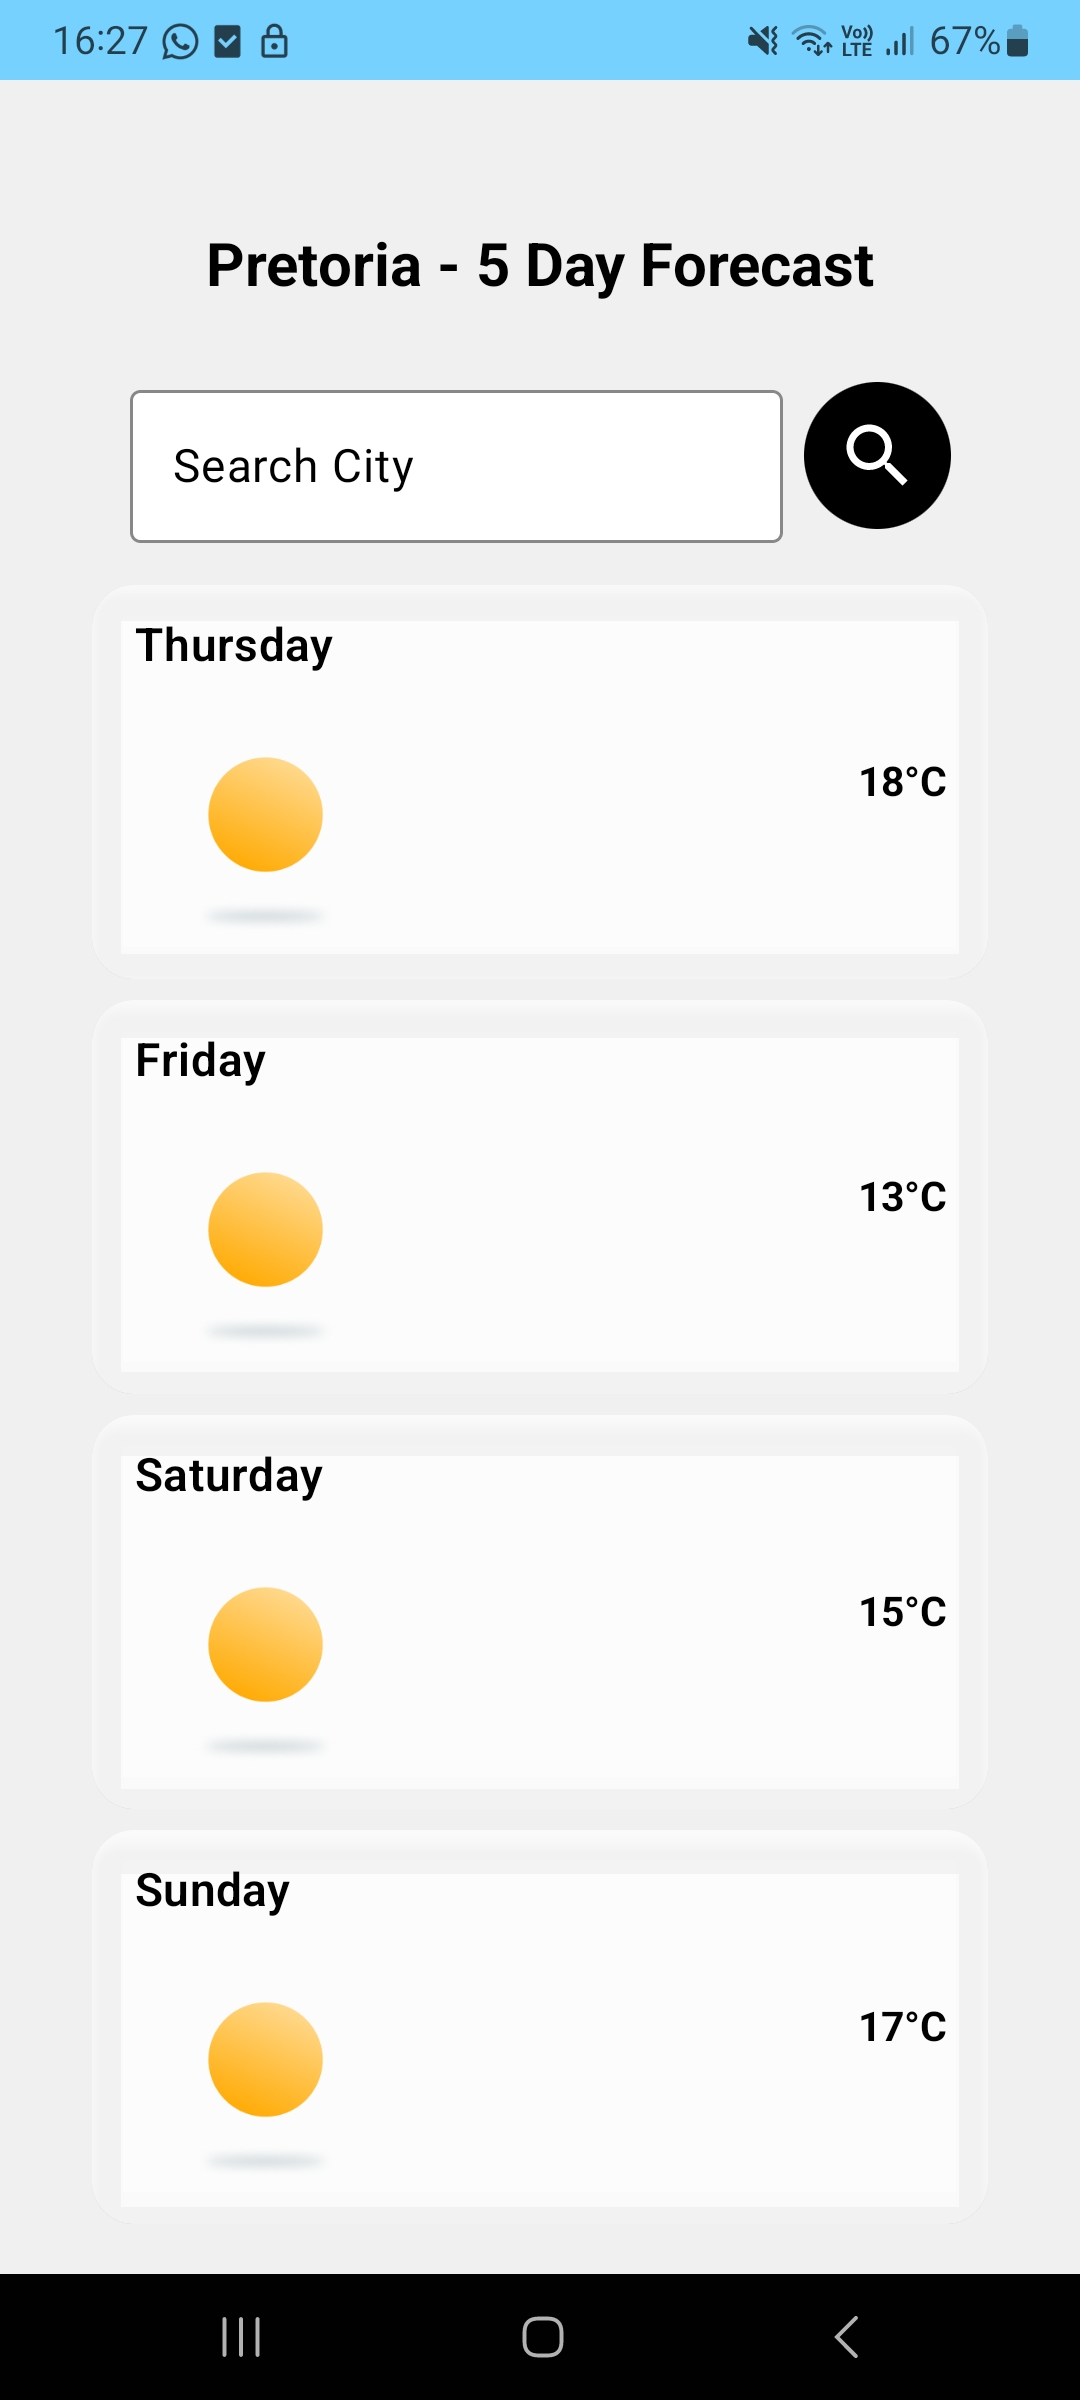 16:27
Vo))
LTE
67%
Pretoria - 5 Day Forecast
Search City
Thursday
18°C
Friday
13°C
Saturday
15°C
Sunday
17°C